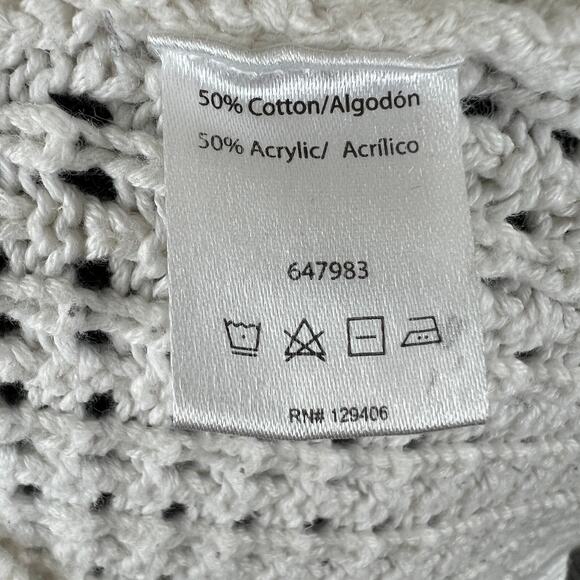 50% Cotton/Algodón
50% Acrylic/ Acrílico
647983
RN# 129406